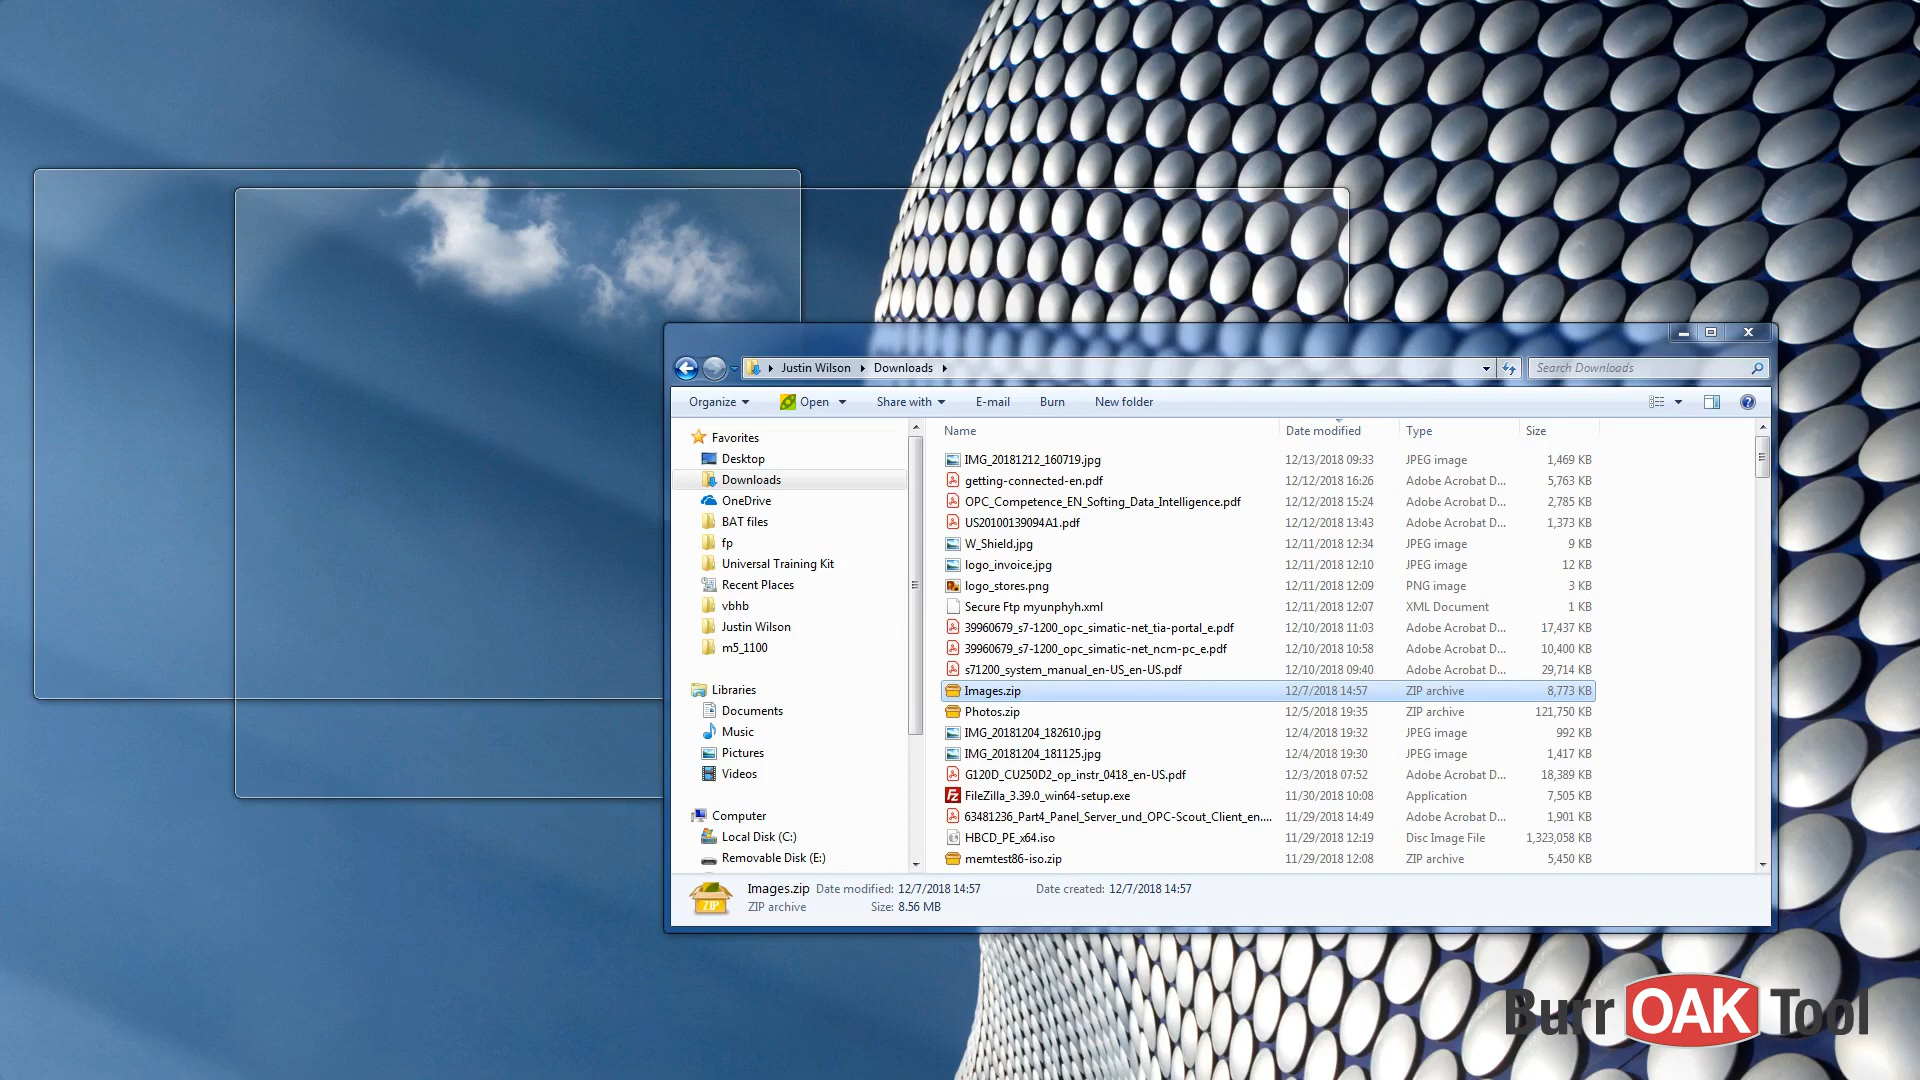 Justin Wilson Downloads
Search Downloads
Organize Open Share with E-mail Burn New folder
Favorites
Desktop
Downloads
OneDrive
BAT files
fp
Universal Training Kit
Recent Places
vbhb
Justin Wilson
m5_1100
Libraries
Documents
Music
Pictures
Videos
Computer
Local Disk (C:)
Removable Disk (E:)
Name Date modified Type Size
IMG_20181212_160719.jpg 12/13/2018 09:33 JPEG image 1,469 KB
getting-connected-en.pdf 12/12/2018 16:26 Adobe Acrobat D... 5,763 KB
OPC_Competence_EN_Softing_Data_Intelligence.pdf 12/12/2018 15:24 Adobe Acrobat D... 2,785 KB
US20100139094A1.pdf 12/12/2018 13:43 Adobe Acrobat D... 1,373 KB
W_Shield.jpg 12/11/2018 12:34 JPEG image 9 KB
logo_invoice.jpg 12/11/2018 12:10 JPEG image 12 KB
logo_stores.png 12/11/2018 12:09 PNG image 3 KB
Secure Ftp myunphyh.xml 12/11/2018 12:07 XML Document 1 KB
39960679_s7-1200_opc_simatic-net_tia-portal_e.pdf 12/10/2018 11:03 Adobe Acrobat D... 17,437 KB
39960679_s7-1200_opc_simatic-net_ncm-pc_e.pdf 12/10/2018 10:58 Adobe Acrobat D... 10,400 KB
s71200_system_manual_en-US_en-US.pdf 12/10/2018 09:40 Adobe Acrobat D... 29,714 KB
Images.zip 12/7/2018 14:57 ZIP archive 8,773 KB
Photos.zip 12/5/2018 19:35 ZIP archive 121,750 KB
IMG_20181204_182610.jpg 12/4/2018 19:32 JPEG image 992 KB
IMG_20181204_181125.jpg 12/4/2018 19:30 JPEG image 1,417 KB
G120D_CU250D2_op_instr_0418_en-US.pdf 12/3/2018 07:52 Adobe Acrobat D... 18,389 KB
FileZilla_3.39.0_win64-setup.exe 11/30/2018 10:08 Application 7,505 KB
63481236_Part4_Panel_Server_und_OPC-Scout_Client_en.... 11/29/2018 14:49 Adobe Acrobat D... 1,901 KB
HBCD_PE_x64.iso 11/29/2018 12:19 Disc Image File 1,323,058 KB
memtest86-iso.zip 11/29/2018 12:08 ZIP archive 5,450 KB
ZIP
Images.zip Date modified: 12/7/2018 14:57 Date created: 12/7/2018 14:57
ZIP archive Size: 8.56 MB
Burr OAK Tool